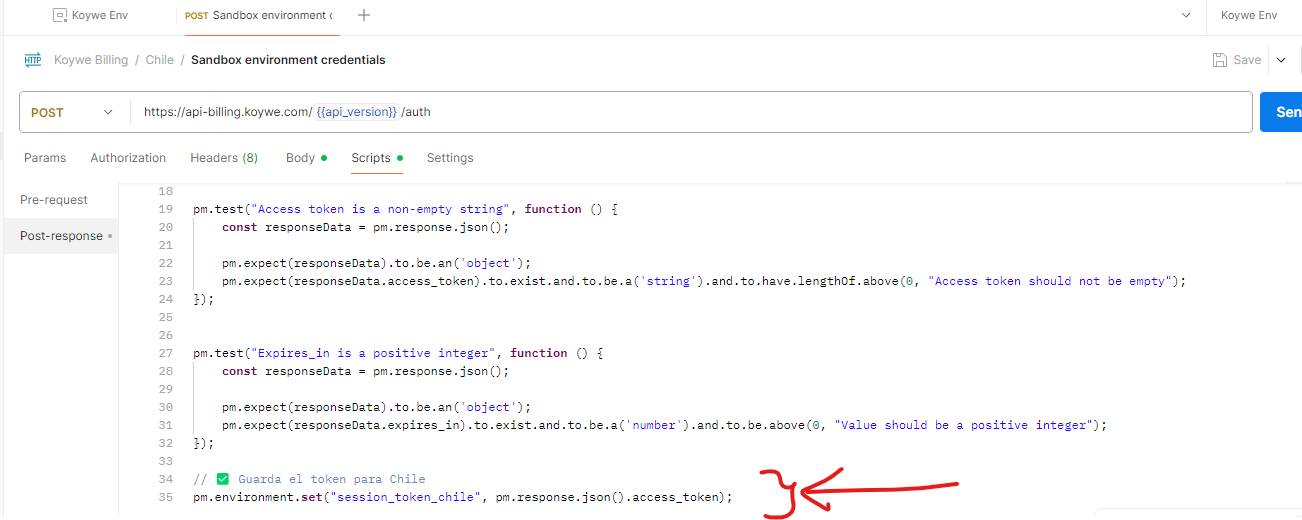 Koywe Env
POST Sandbox environment
Koywe Env
HTTP Koywe Billing / Chile / Sandbox environment credentials
Save
POST
https://api-billing.koywe.com/{{api_version}}/auth
Params Authorization Headers (8) Body Scripts Settings
Pre-request
Post-response
18
19 pm.test("Access token is a non-empty string", function () {
20 const responseData = pm.response.json();
21
22 pm.expect(responseData).to.be.an('object');
23 pm.expect(responseData.access_token).to.exist.and.to.be.a('string').and.to.have.lengthOf.above(0, "Access token should not be empty");
24 });
25
26
27 pm.test("Expires_in is a positive integer", function () {
28 const responseData = pm.response.json();
29
30 pm.expect(responseData).to.be.an('object');
31 pm.expect(responseData.expires_in).to.exist.and.to.be.a('number').and.to.be.above(0, "Value should be a positive integer");
32 });
33
34 // ✅ Guarda el token para Chile
35 pm.environment.set("session_token_chile", pm.response.json().access_token);